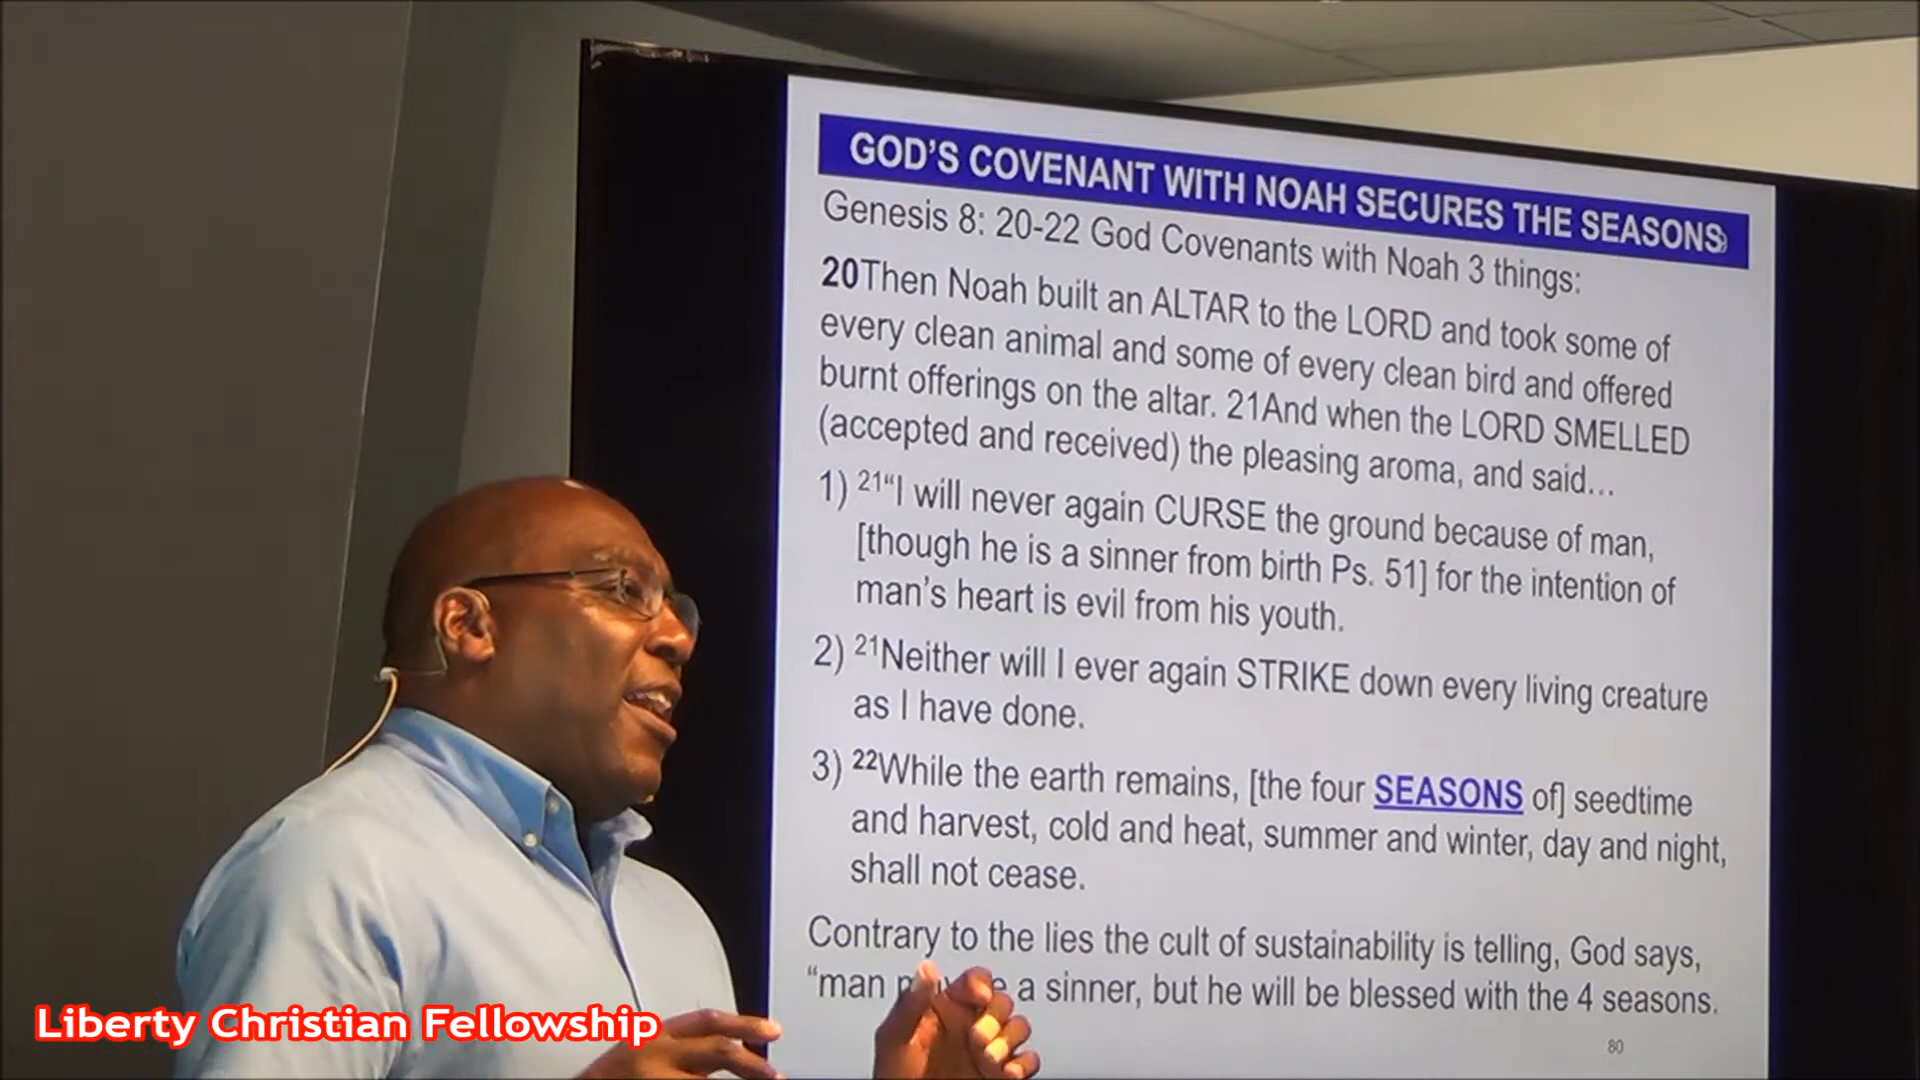 GOD'S COVENANT WITH NOAH SECURES THE SEASONS
Genesis 8: 20-22 God Covenants with Noah 3 things:
20Then Noah built an ALTAR to the LORD and took some of
every clean animal and some of every clean bird and offered
burnt offerings on the altar. 21And when the LORD SMELLED
(accepted and received) the pleasing aroma, and said...
1) 21“I will never again CURSE the ground because of man,
[though he is a sinner from birth Ps. 51] for the intention of
man's heart is evil from his youth.
2) 21Neither will I ever again STRIKE down every living creature
as I have done.
3) 22While the earth remains, [the four SEASONS of] seedtime
and harvest, cold and heat, summer and winter, day and night,
shall not cease.
Contrary to the lies the cult of sustainability is telling, God says,
“man a sinner, but he will be blessed with the 4 seasons.
80
Liberty Christian Fellowship